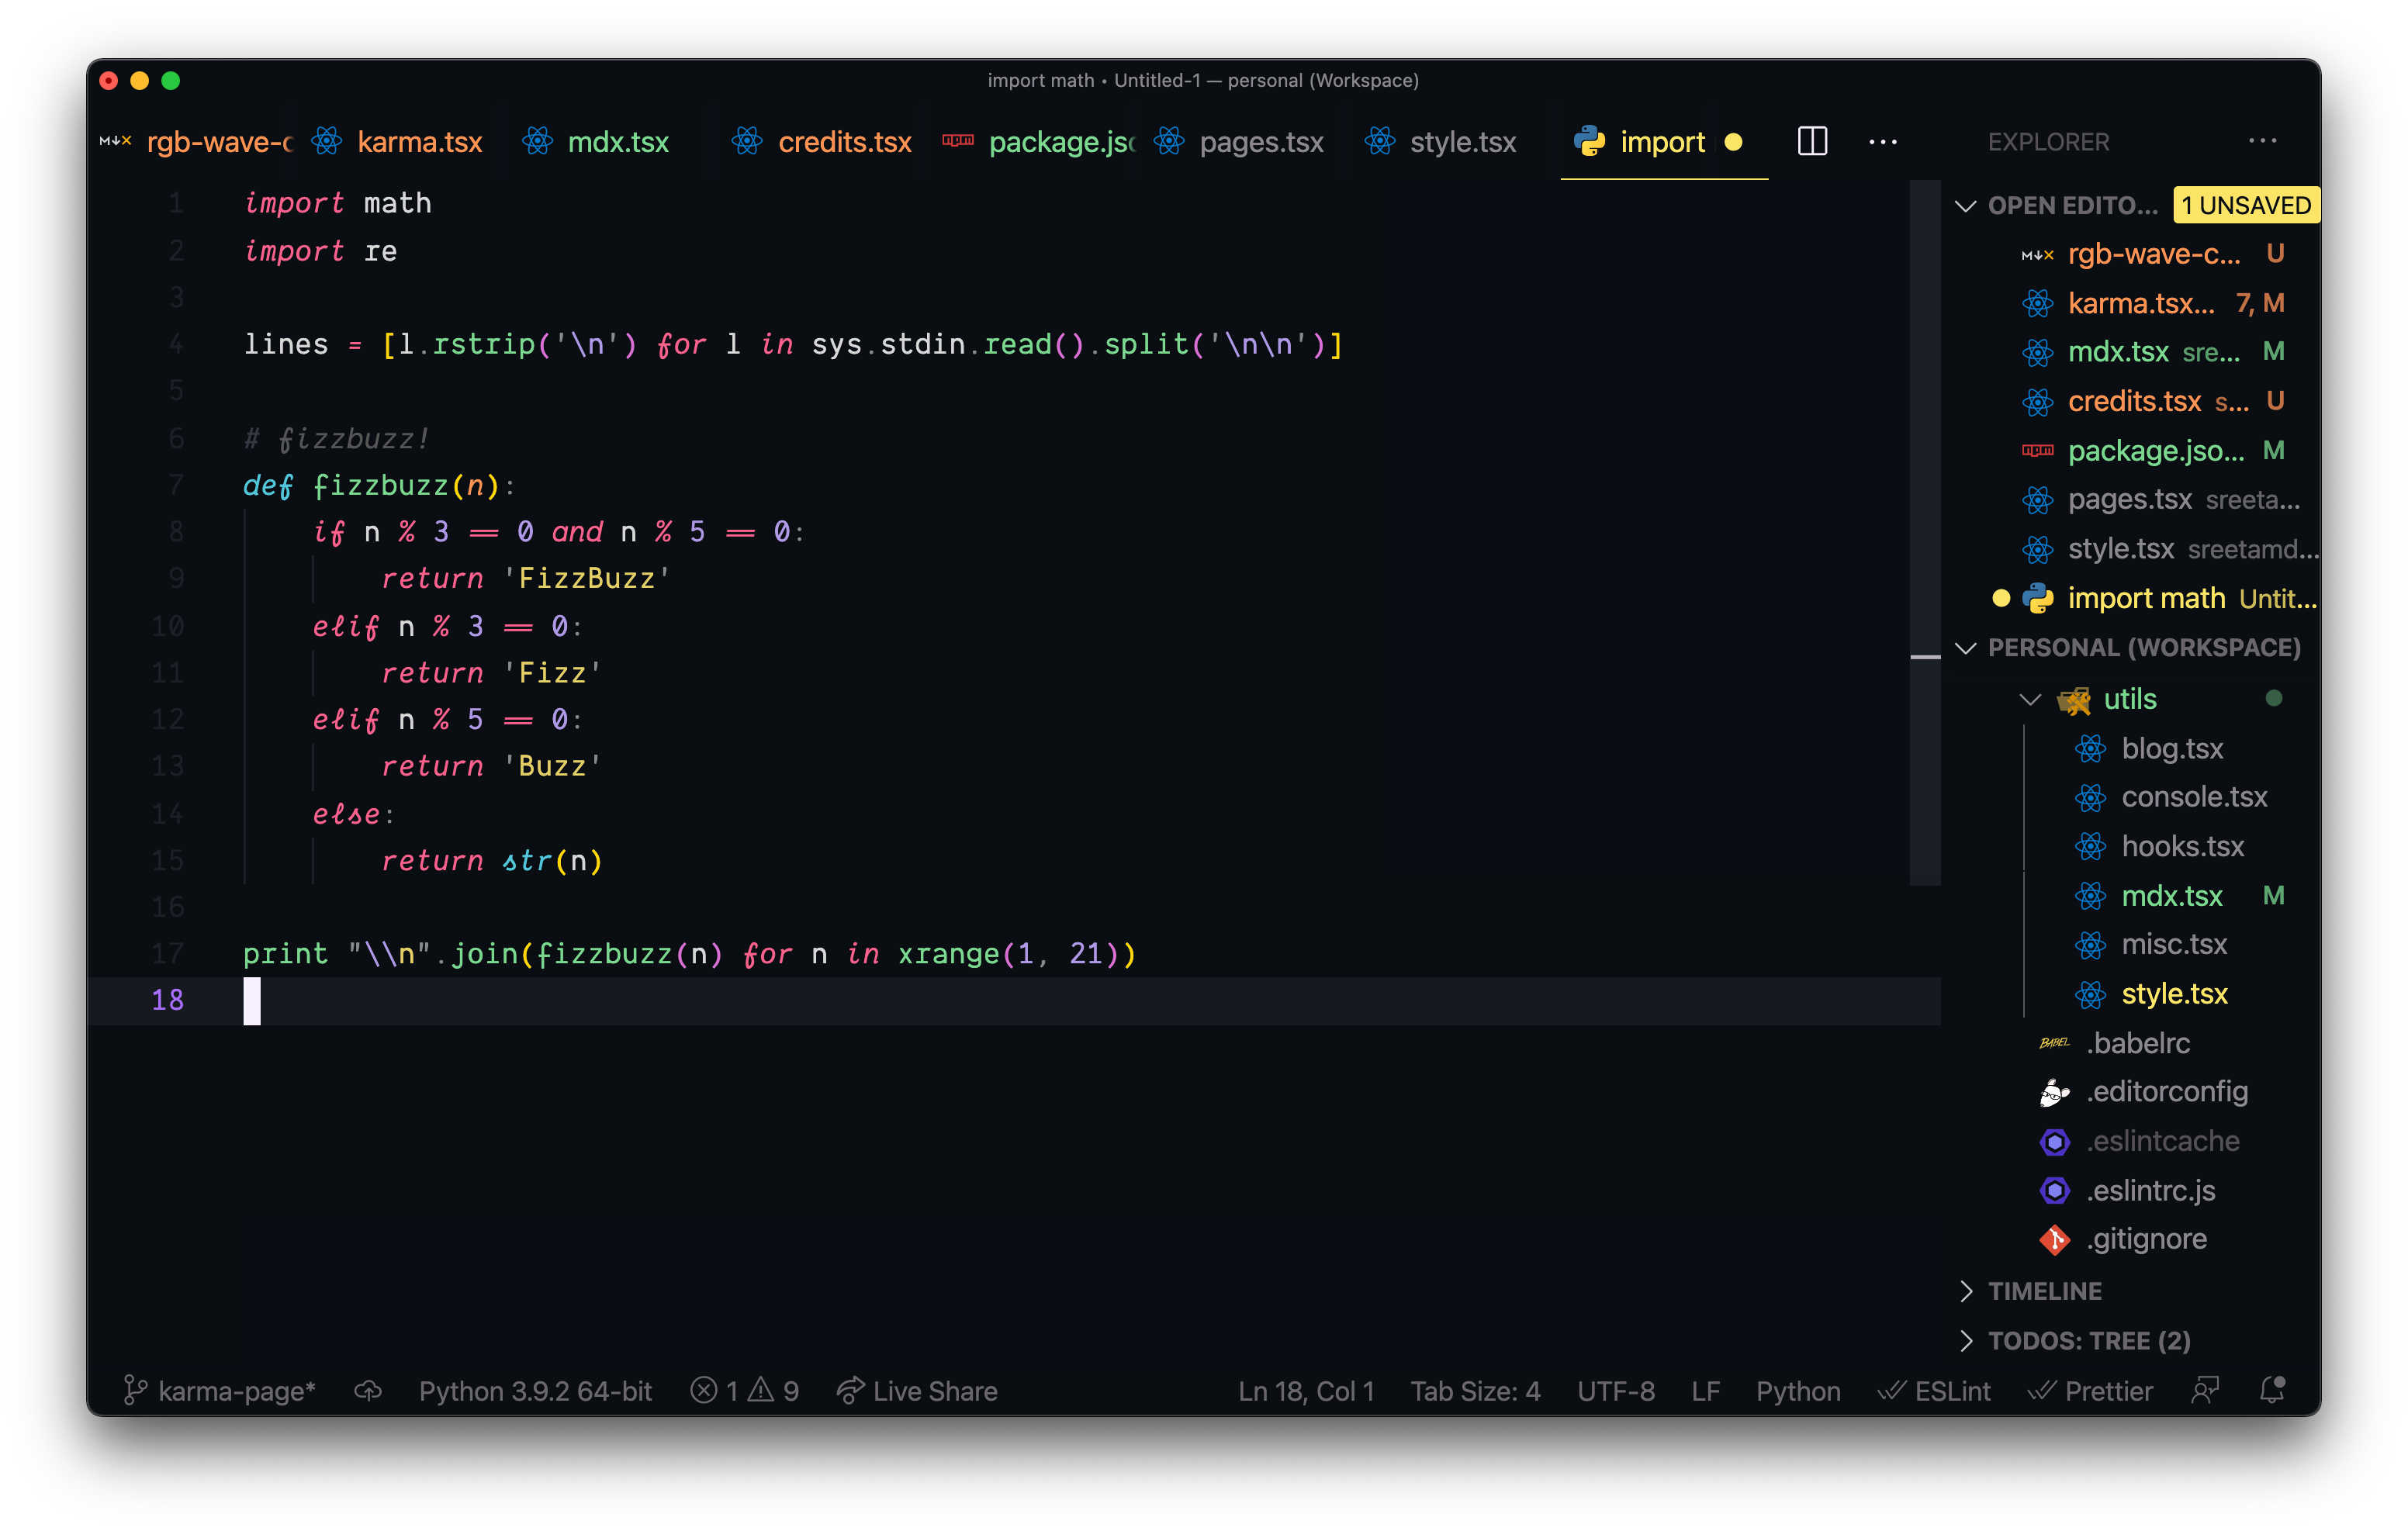 import math • Untitled-1 — personal (Workspace)
rgb-wave-c karma.tsx mdx.tsx credits.tsx package.jso pages.tsx style.tsx import
EXPLORER
1 import math
2 import re
3
4 lines = [l.rstrip('\n') for l in sys.stdin.read().split('\n\n')]
5
6 # fizzbuzz!
7 def fizzbuzz(n):
8 if n % 3 == 0 and n % 5 == 0:
9 return 'FizzBuzz'
10 elif n % 3 == 0:
11 return 'Fizz'
12 elif n % 5 == 0:
13 return 'Buzz'
14 else:
15 return str(n)
16
17 print "\\n".join(fizzbuzz(n) for n in xrange(1, 21))
18
OPEN EDITO... 1 UNSAVED
rgb-wave-c... U
karma.tsx... 7, M
mdx.tsx sre... M
credits.tsx s... U
package.jso... M
pages.tsx sreeta...
style.tsx sreetamd...
import math Untit...
PERSONAL (WORKSPACE)
utils
blog.tsx
console.tsx
hooks.tsx
mdx.tsx M
misc.tsx
style.tsx
BABEL .babelrc
.editorconfig
.eslintcache
.eslintrc.js
.gitignore
TIMELINE
TODOS: TREE (2)
karma-page* Python 3.9.2 64-bit 1 9 Live Share Ln 18, Col 1 Tab Size: 4 UTF-8 LF Python ESLint Prettier